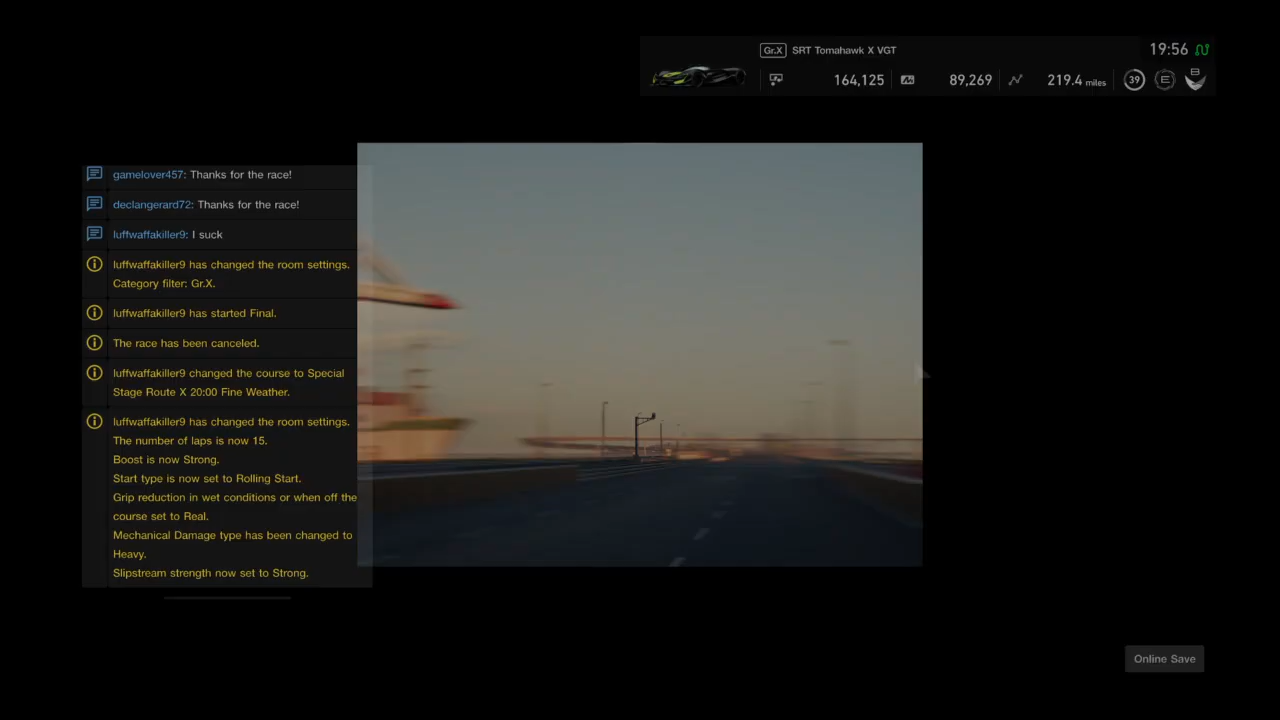 Gr.X SRT Tomahawk X VGT 19:56
164,125 89,269 219.4 miles 39 E B
gamelover457: Thanks for the race!
declangerard72: Thanks for the race!
luffwaffakiller9: I suck
luffwaffakiller9 has changed the room settings.
Category filter: Gr.X.
luffwaffakiller9 has started Final.
The race has been canceled.
luffwaffakiller9 changed the course to Special
Stage Route X 20:00 Fine Weather.
luffwaffakiller9 has changed the room settings.
The number of laps is now 15.
Boost is now Strong.
Start type is now set to Rolling Start.
Grip reduction in wet conditions or when off the
course set to Real.
Mechanical Damage type has been changed to
Heavy.
Slipstream strength now set to Strong.
Online Save